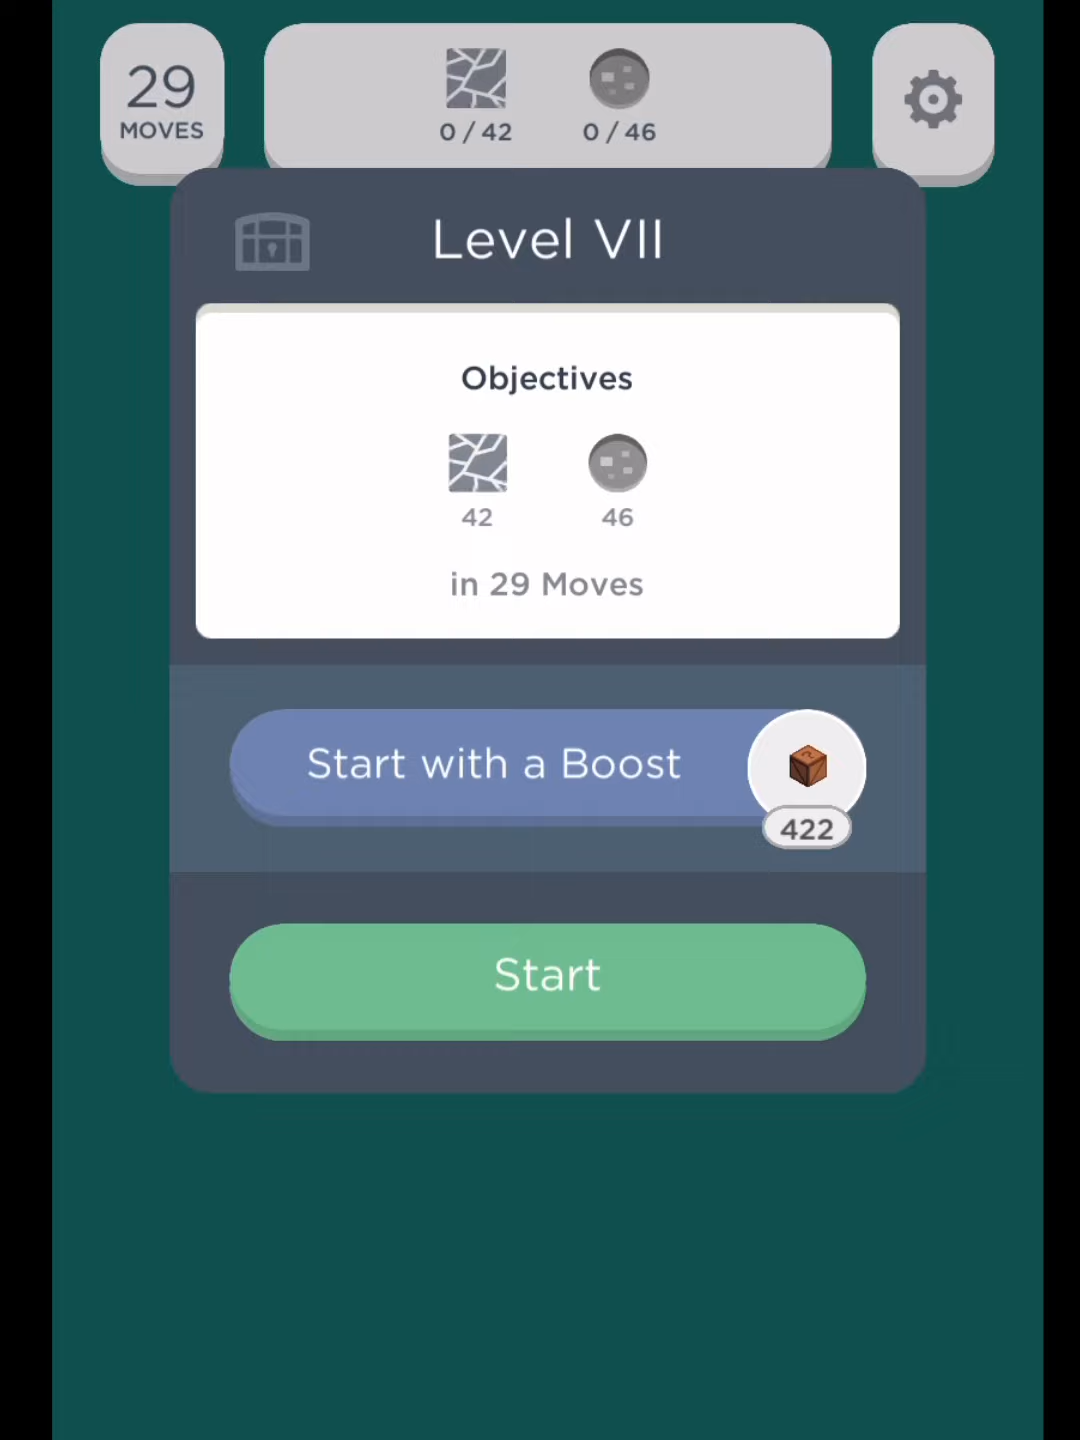 29
MOVES
0 / 42
0 / 46
Level VII
Objectives
42
46
in 29 Moves
Start with a Boost
422
Start